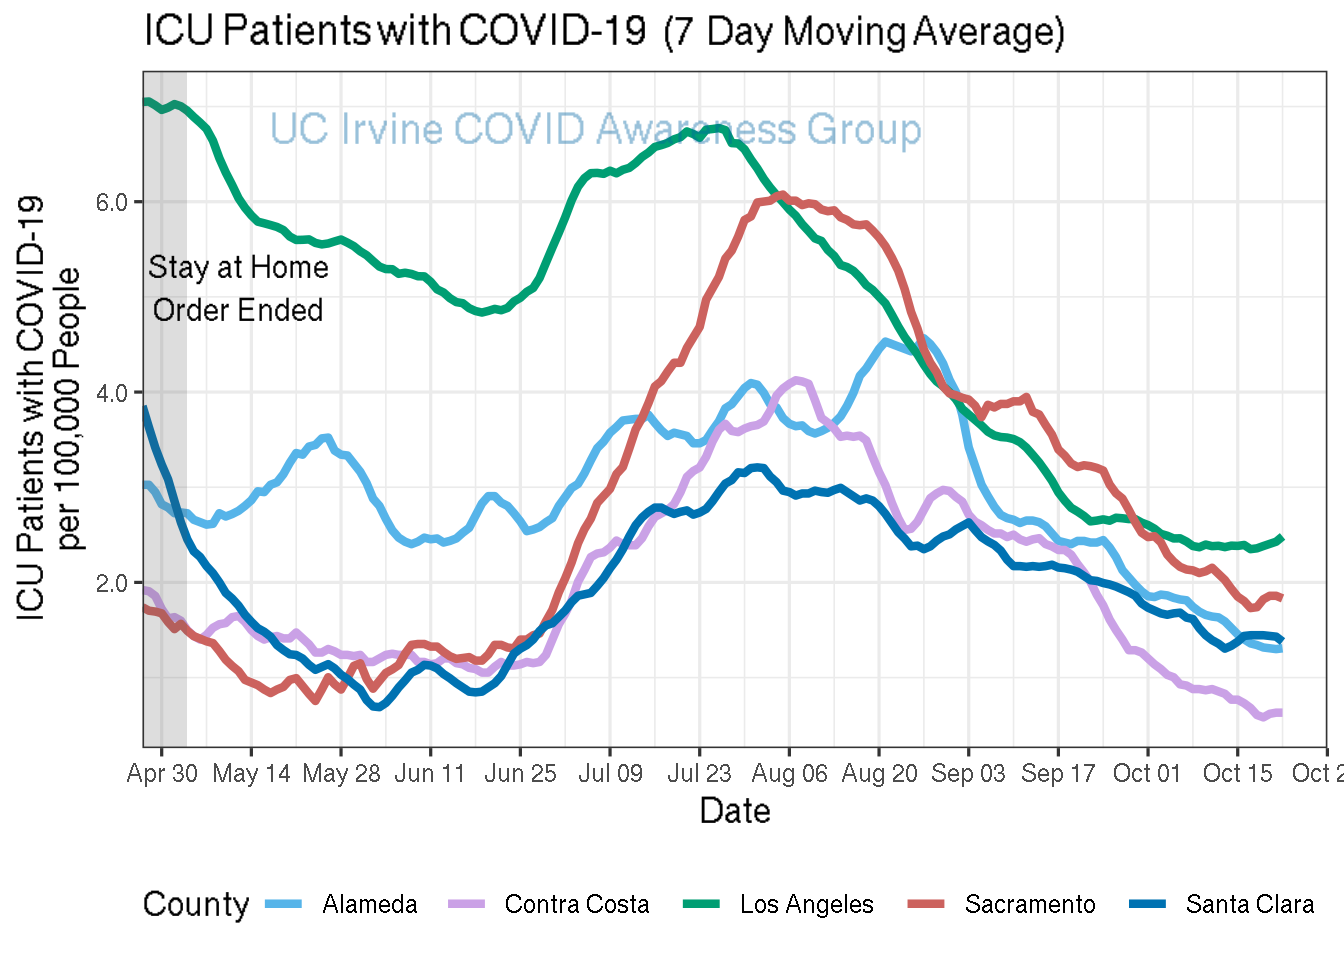 ICU Patients with COVID-19 (7 Day Moving Average)
UC Irvine COVID Awareness Group
6.0
4.0
2.0
Stay at Home
Order Ended
ICU Patients with COVID-19
per 100,000 People
Apr 30 May 14 May 28 Jun 11 Jun 25 Jul 09 Jul 23 Aug 06 Aug 20 Sep 03 Sep 17 Oct 01 Oct 15 Oct 2
Date
County Alameda Contra Costa Los Angeles Sacramento Santa Clara